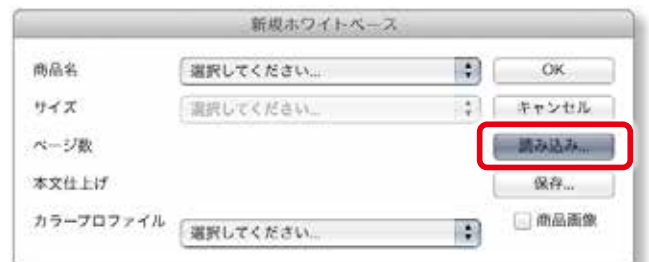 新規ホワイトベース
商品名 選択してください... OK
サイズ 選択してください... キャンセル
ページ数 読み込み...
本文仕上げ 保存...
カラープロファイル 選択してください... 商品画像